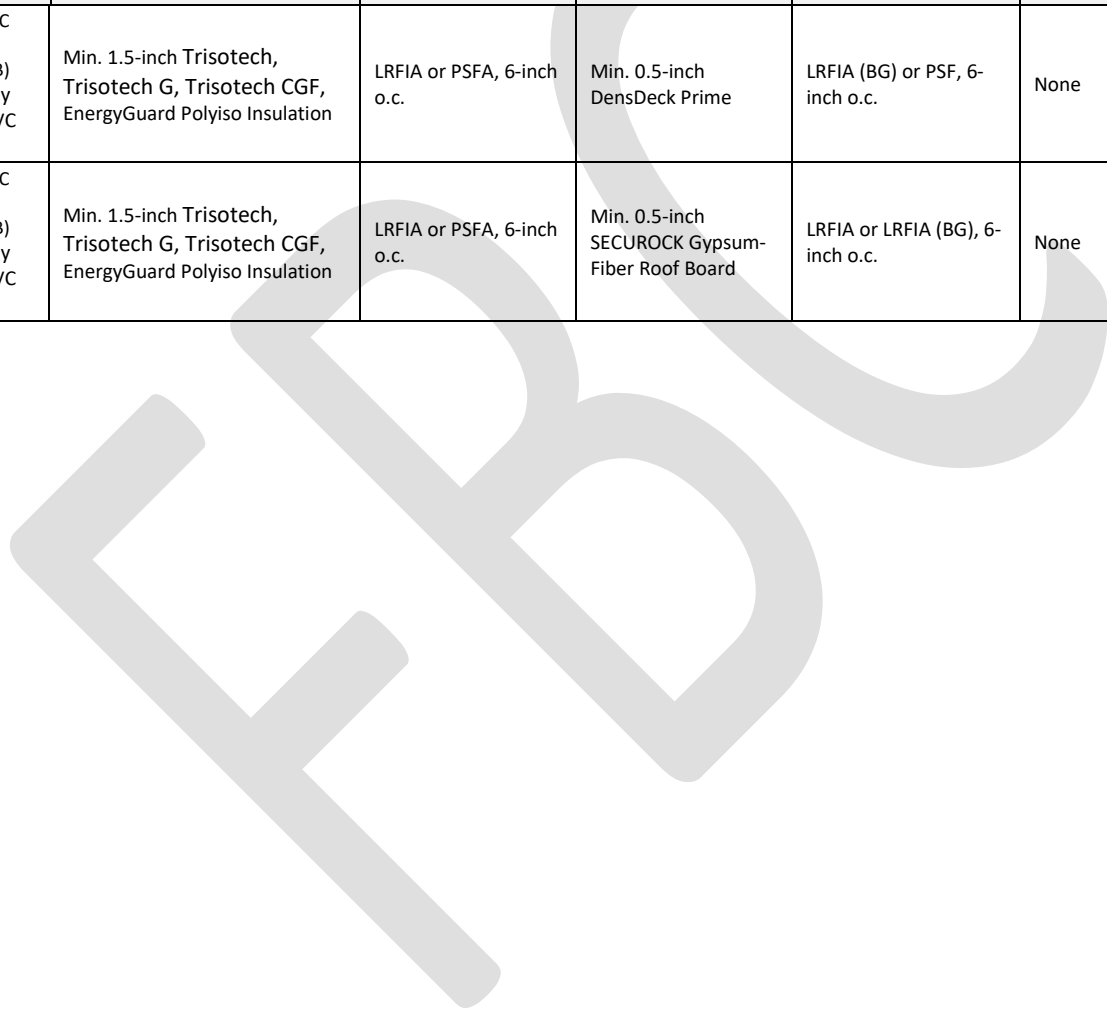 C
Min. 1.5-inch Trisotech,
Trisotech G, Trisotech CGF,
EnergyGuard Polyiso Insulation
LRFIA or PSFA, 6-inch
o.c.
Min. 0.5-inch
DensDeck Prime
LRFIA (BG) or PSF, 6-
inch o.c.
None
)
y
/C
C
Min. 1.5-inch Trisotech,
Trisotech G, Trisotech CGF,
EnergyGuard Polyiso Insulation
LRFIA or PSFA, 6-inch
o.c.
Min. 0.5-inch
SECUROCK Gypsum-
Fiber Roof Board
LRFIA or LRFIA (BG), 6-
inch o.c.
None
)
y
/C
FBC